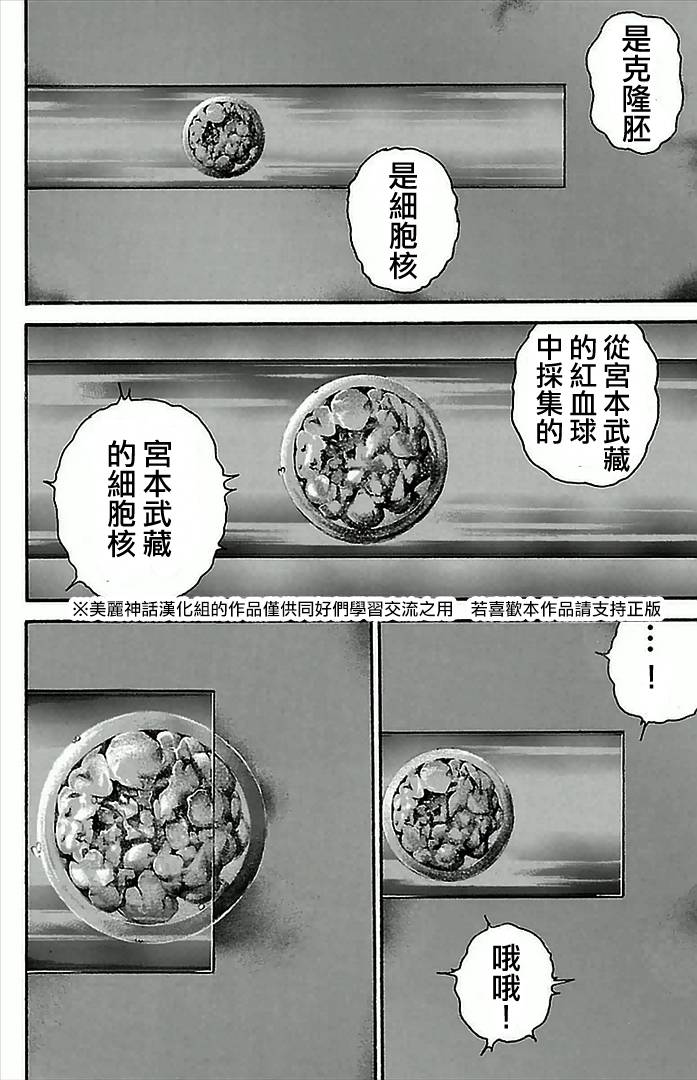 是克隆胚
是細胞核
從宮本武藏
的紅血球
中採集的
宮本武藏
的細胞核
※美麗神話漢化組的作品僅供同好們學習交流之用　若喜歡本作品請支持正版
…！
哦
哦！